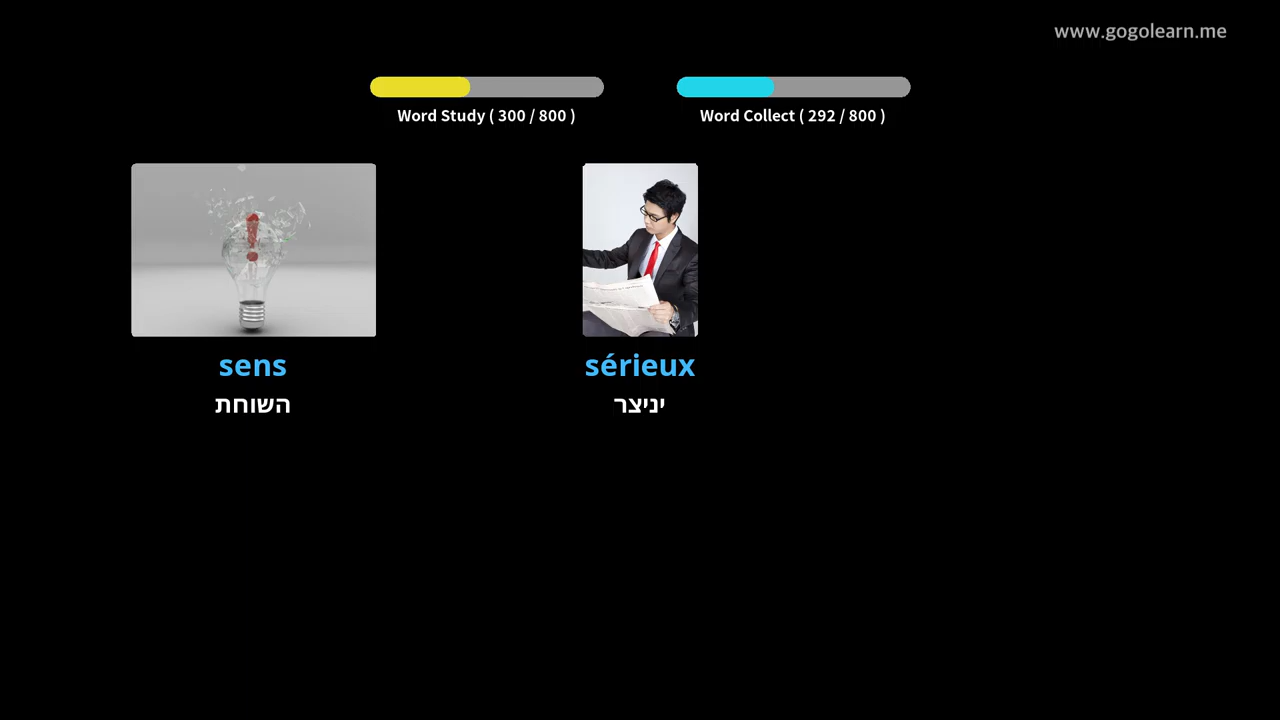 www.gogolearn.me
Word Study ( 300 / 800 )
Word Collect ( 292 / 800 )
sens
השוחת
sérieux
יניצר